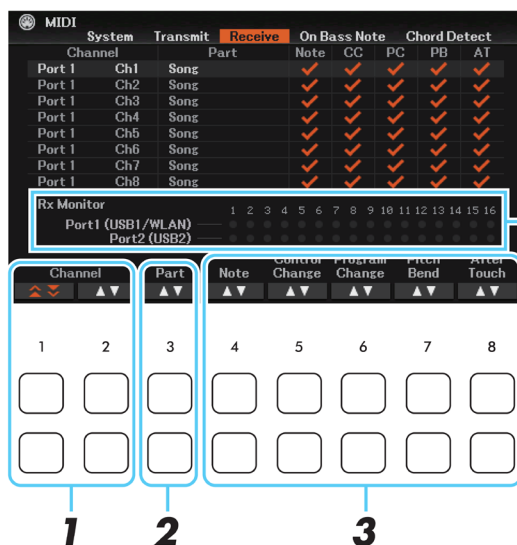 MIDI
System Transmit Receive On Bass Note Chord Detect
Channel Part Note CC PC PB AT
Port 1 Ch1 Song
Port 1 Ch2 Song
Port 1 Ch3 Song
Port 1 Ch4 Song
Port 1 Ch5 Song
Port 1 Ch6 Song
Port 1 Ch7 Song
Port 1 Ch8 Song
Rx Monitor 1 2 3 4 5 6 7 8 9 10 11 12 13 14 15 16
Port1 (USB1/WLAN)
Port2 (USB2)
Channel Part Note Control Change Program Change Pitch Bend After Touch
1 2 3 4 5 6 7 8
1 2 3